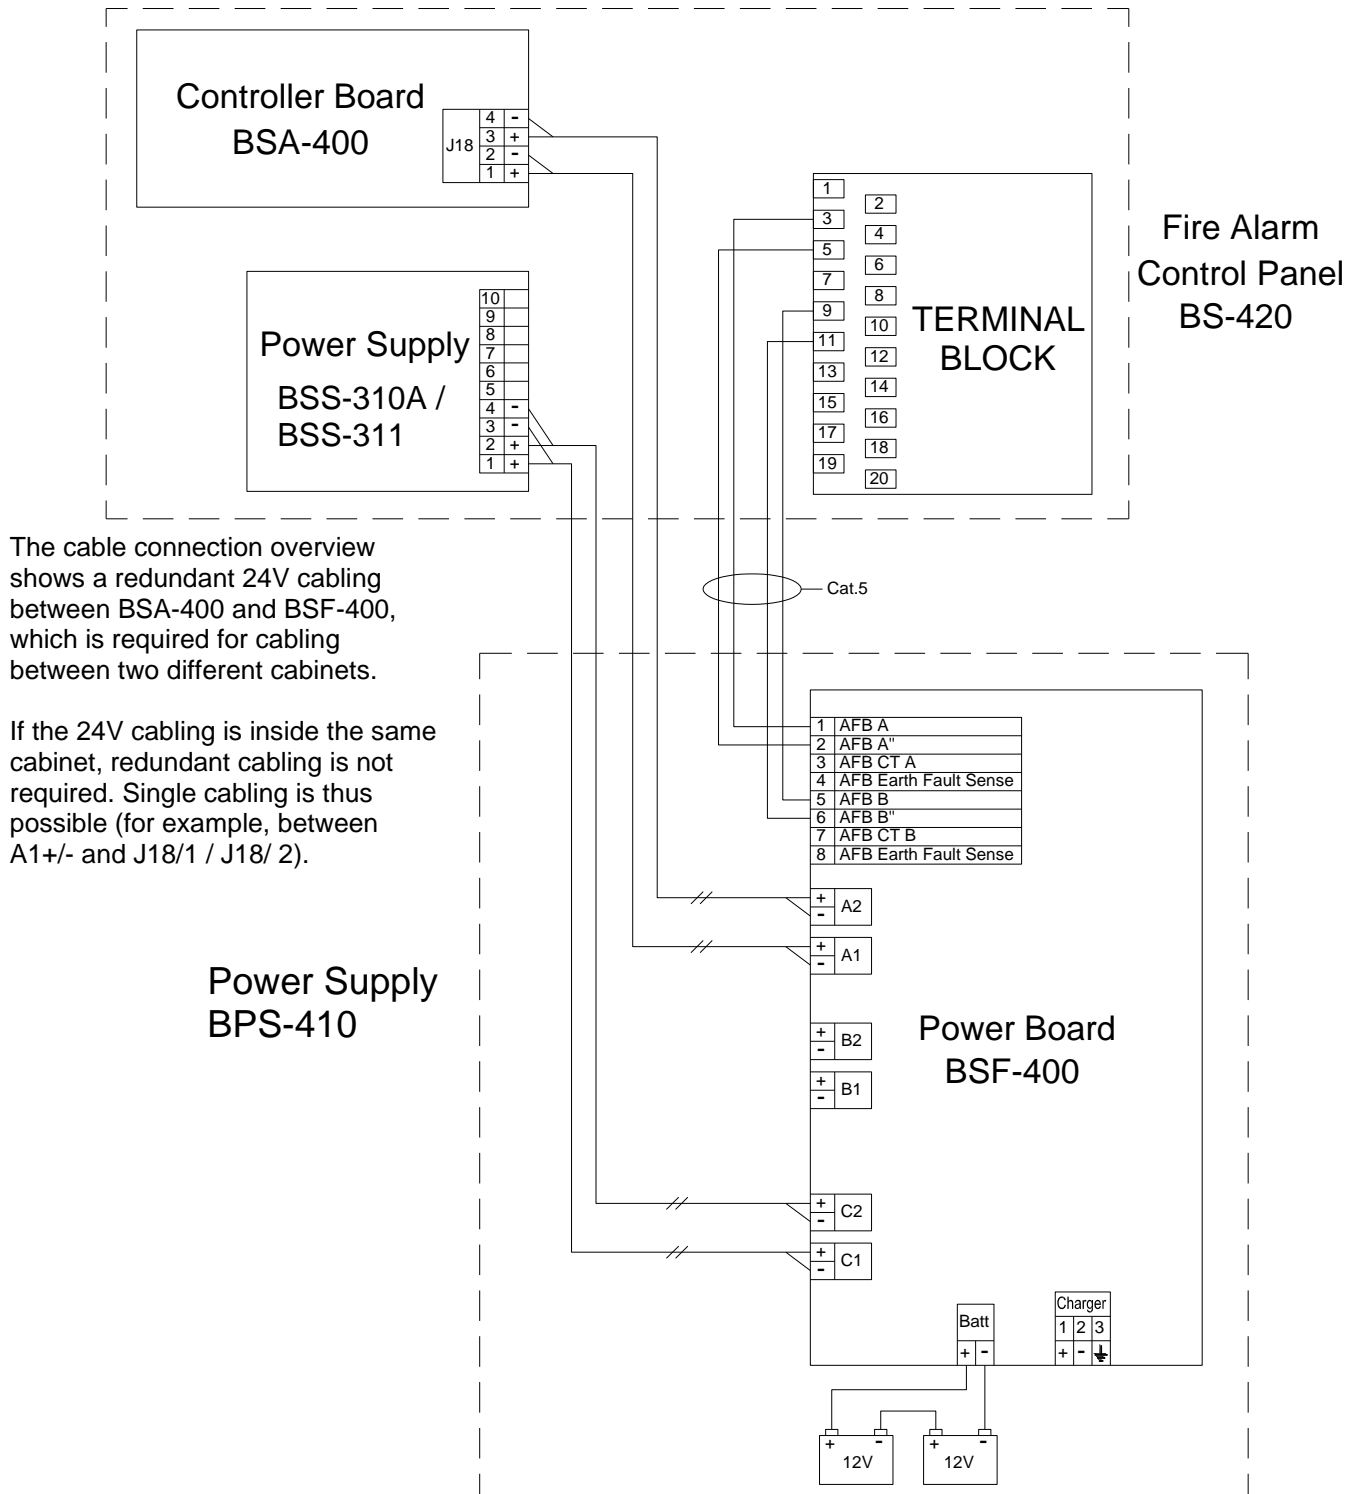 Controller Board
BSA-400
J18
4 -
3 +
2 -
1 +
Power Supply
BSS-310A /
BSS-311
10
9
8
7
6
5
4 -
3 -
2 +
1 +
1
2
3
4
5
6
7
8
9
10
11
12
13
14
15
16
17
18
19
20
TERMINAL
BLOCK
Fire Alarm
Control Panel
BS-420
The cable connection overview
shows a redundant 24V cabling
between BSA-400 and BSF-400,
which is required for cabling
between two different cabinets.
If the 24V cabling is inside the same
cabinet, redundant cabling is not
required. Single cabling is thus
possible (for example, between
A1+/- and J18/1 / J18/ 2).
Cat.5
Power Supply
BPS-410
1 AFB A
2 AFB A"
3 AFB CT A
4 AFB Earth Fault Sense
5 AFB B
6 AFB B"
7 AFB CT B
8 AFB Earth Fault Sense
+
- A2
+
- A1
+
- B2
+
- B1
+
- C2
+
- C1
Power Board
BSF-400
Batt
+ -
Charger
1 2 3
+ -
+ -
12V
+ -
12V